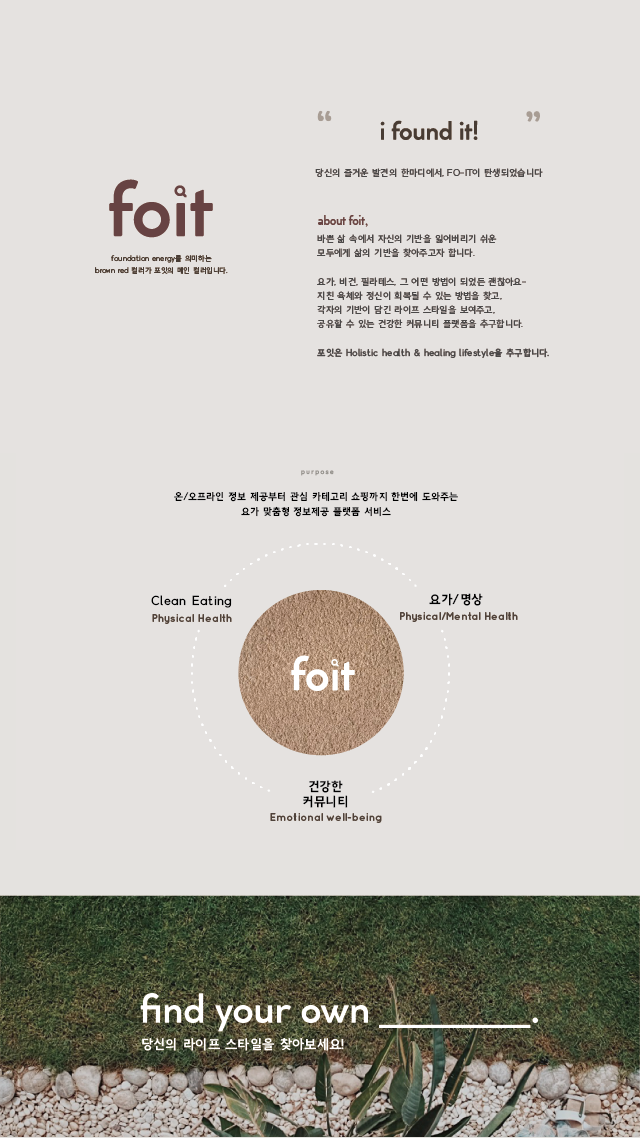 foit
foundation energy를 의미하는
brown red 컬러가 포잇의 메인 컬러입니다.
“ i found it! ”
당신의 즐거운 발견의 한마디에서, FO-IT이 탄생되었습니다
about foit,
바쁜 삶 속에서 자신의 기반을 잃어버리기 쉬운
모두에게 삶의 기반을 찾아주고자 합니다.
요가, 비건, 필라테스, 그 어떤 방법이 되었든 괜찮아요-
지친 육체와 정신이 회복될 수 있는 방법을 찾고,
각자의 기반이 담긴 라이프 스타일을 보여주고,
공유할 수 있는 건강한 커뮤니티 플랫폼을 추구합니다.
포잇은 Holistic health & healing lifestyle을 추구합니다.
purpose
온/오프라인 정보 제공부터 관심 카테고리 쇼핑까지 한번에 도와주는
요가 맞춤형 정보제공 플랫폼 서비스
Clean Eating
Physical Health
요가/명상
Physical/Mental Health
foit
건강한
커뮤니티
Emotional well-being
find your own ________.
당신의 라이프 스타일을 찾아보세요!